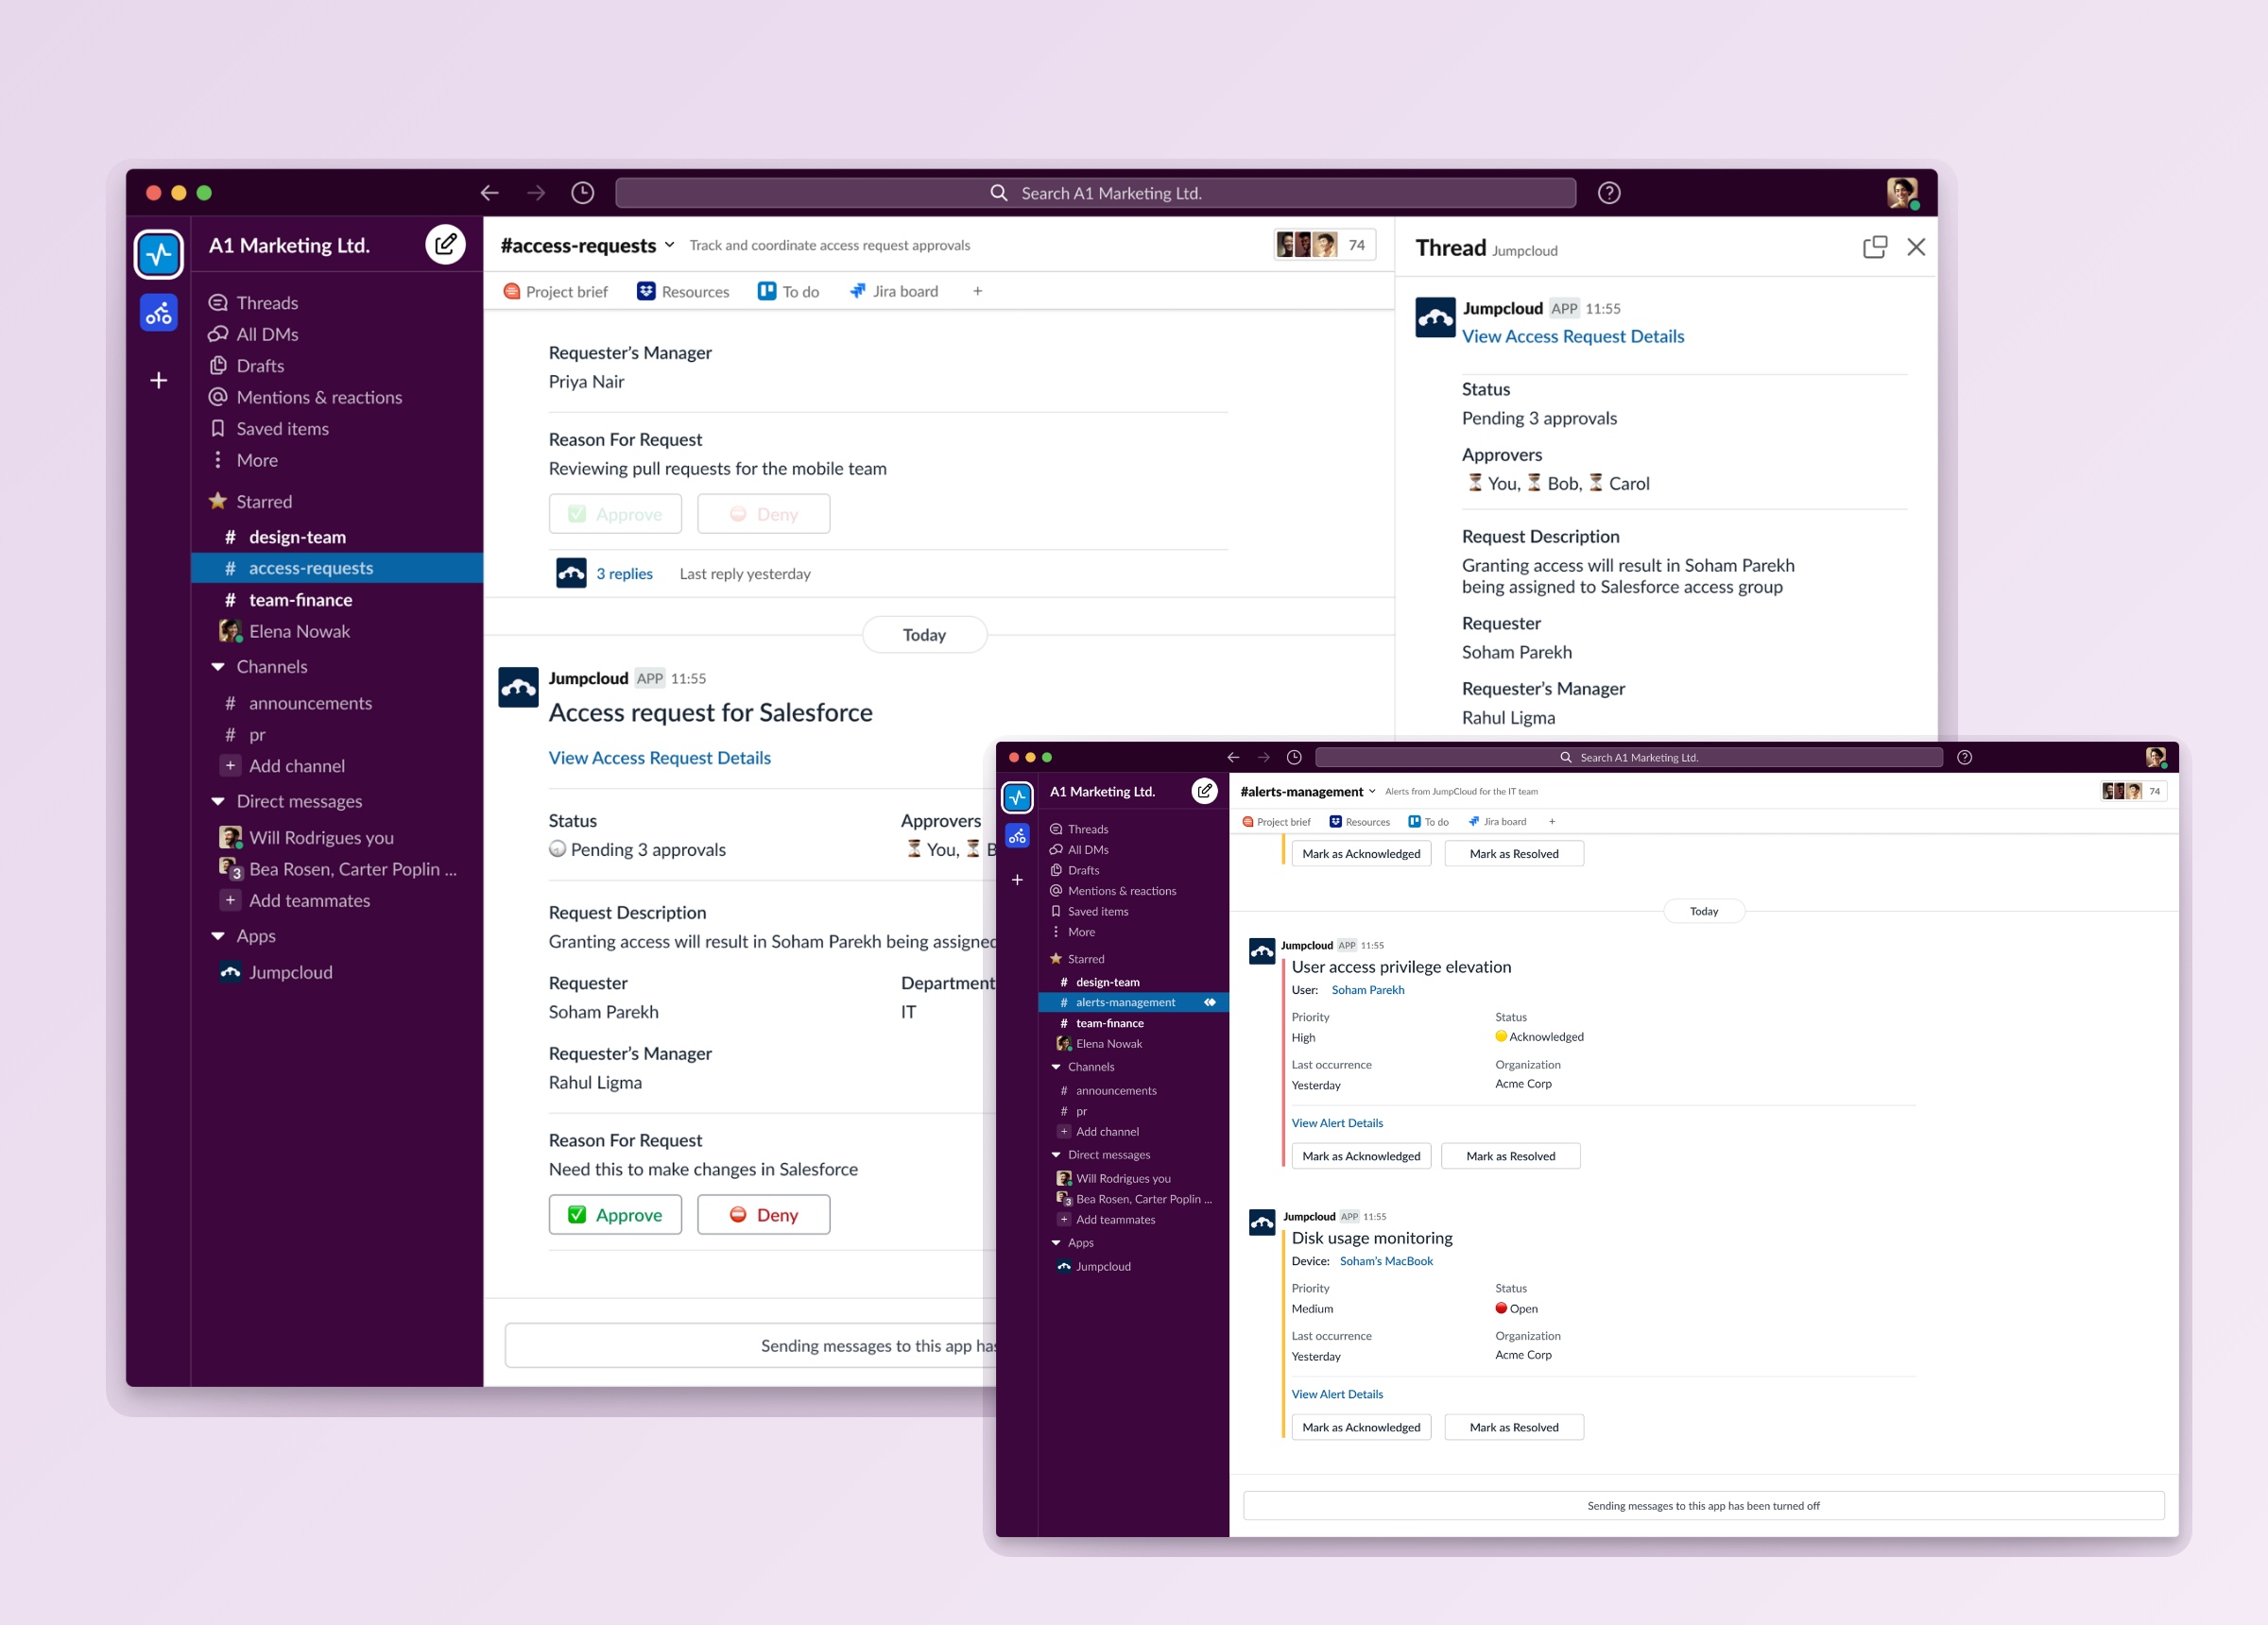 Search A1 Marketing Ltd.
A1 Marketing Ltd.
Threads
All DMs
Drafts
Mentions & reactions
Saved items
More
Starred
# design-team
# access-requests
# team-finance
Elena Nowak
Channels
# announcements
# pr
+ Add channel
Direct messages
Will Rodrigues you
3 Bea Rosen, Carter Poplin ...
+ Add teammates
Apps
Jumpcloud
#access-requests Track and coordinate access request approvals 74
Project brief Resources To do Jira board +
Requester's Manager
Priya Nair
Reason For Request
Reviewing pull requests for the mobile team
Approve Deny
3 replies Last reply yesterday
Today
Jumpcloud APP 11:55
Access request for Salesforce
View Access Request Details
Status Approvers
Pending 3 approvals You, B
Request Description
Granting access will result in Soham Parekh being assigned
Requester Department
Soham Parekh IT
Requester's Manager
Rahul Ligma
Reason For Request
Need this to make changes in Salesforce
Approve Deny
Sending messages to this app has
Thread Jumpcloud
Jumpcloud APP 11:55
View Access Request Details
Status
Pending 3 approvals
Approvers
You, Bob, Carol
Request Description
Granting access will result in Soham Parekh
being assigned to Salesforce access group
Requester
Soham Parekh
Requester's Manager
Rahul Ligma
Search A1 Marketing Ltd.
A1 Marketing Ltd.
Threads
All DMs
Drafts
Mentions & reactions
Saved items
More
Starred
# design-team
# alerts-management
# team-finance
Elena Nowak
Channels
# announcements
# pr
+ Add channel
Direct messages
Will Rodrigues you
3 Bea Rosen, Carter Poplin ...
+ Add teammates
Apps
Jumpcloud
#alerts-management Alerts from JumpCloud for the IT team 74
Project brief Resources To do Jira board +
Mark as Acknowledged Mark as Resolved
Today
Jumpcloud APP 11:55
User access privilege elevation
User: Soham Parekh
Priority Status
High Acknowledged
Last occurrence Organization
Yesterday Acme Corp
View Alert Details
Mark as Acknowledged Mark as Resolved
Jumpcloud APP 11:55
Disk usage monitoring
Device: Soham's MacBook
Priority Status
Medium Open
Last occurrence Organization
Yesterday Acme Corp
View Alert Details
Mark as Acknowledged Mark as Resolved
Sending messages to this app has been turned off